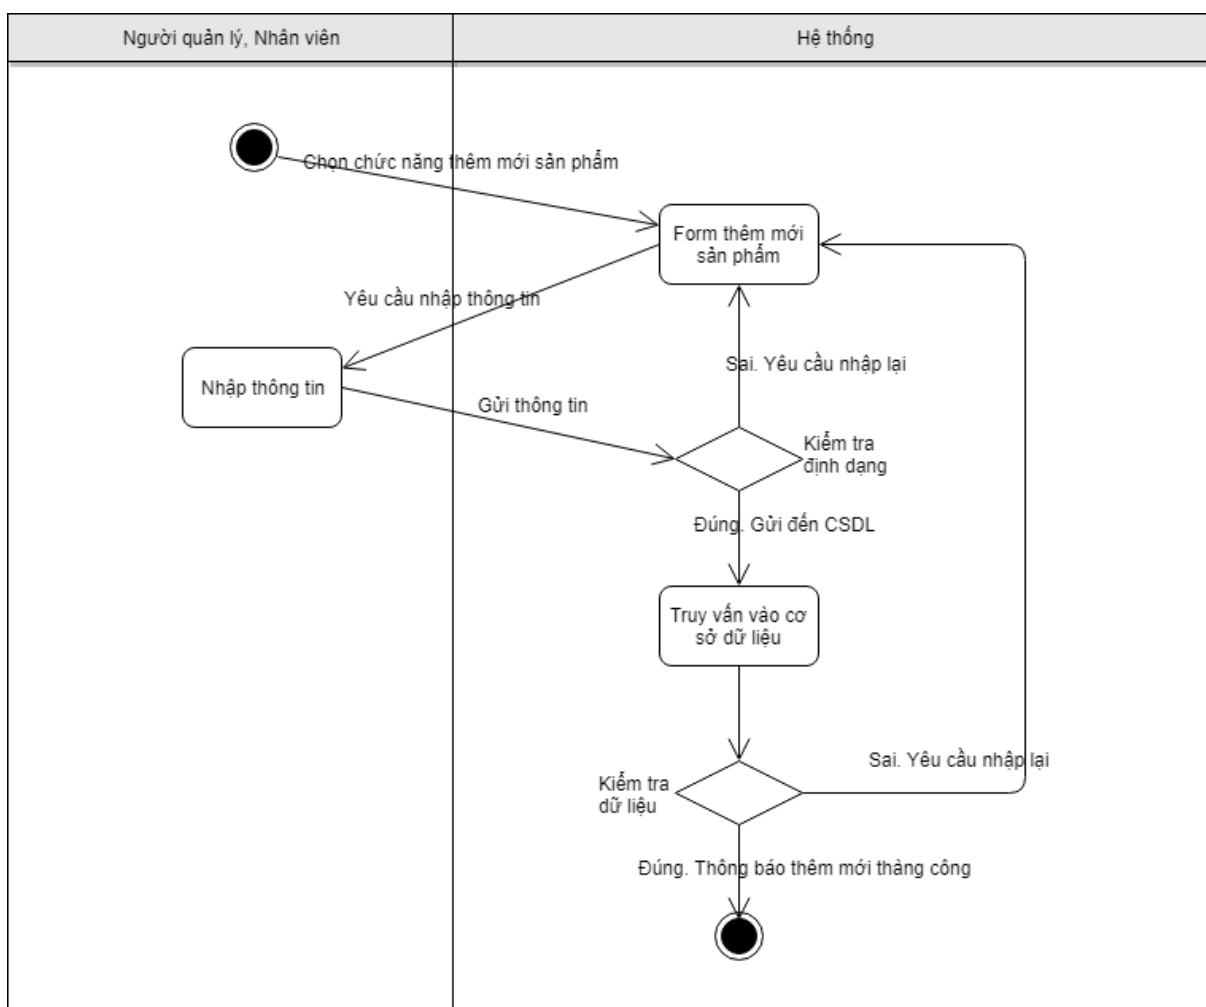 Người quản lý, Nhân viên
Hệ thống
Chọn chức năng thêm mới sản phẩm
Form thêm mới
sản phẩm
Yêu cầu nhập thông tin
Sai. Yêu cầu nhập lại
Nhập thông tin
Gửi thông tin
Kiểm tra
định dạng
Đúng. Gửi đến CSDL
Truy vấn vào cơ
sở dữ liệu
Sai. Yêu cầu nhập lại
Kiểm tra
dữ liệu
Đúng. Thông báo thêm mới thàng công